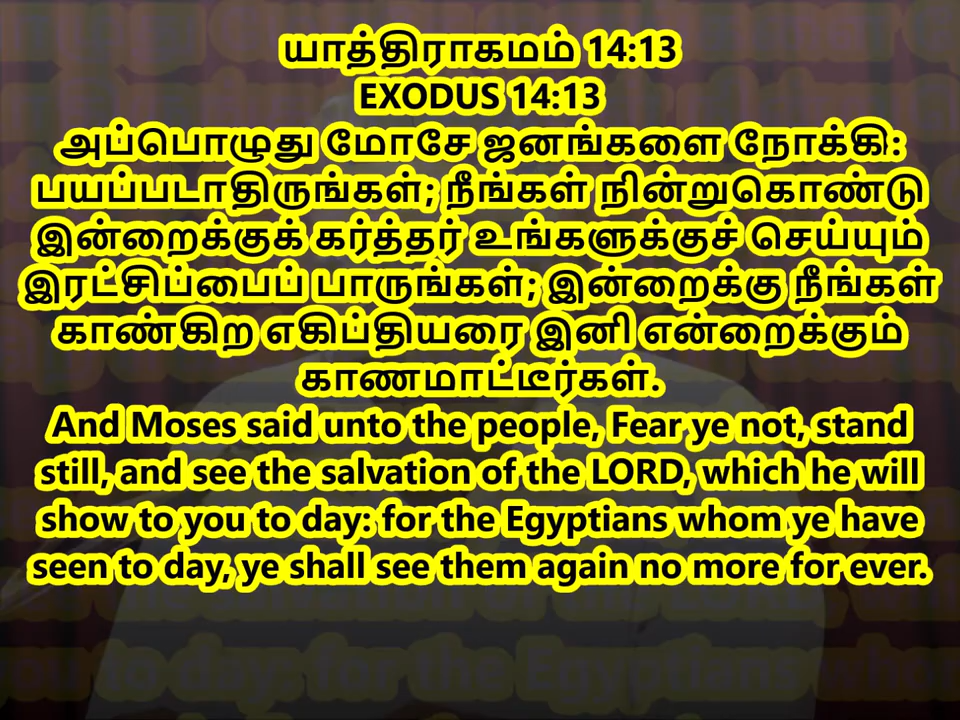 யாத்திராகமம் 14:13
EXODUS 14:13
அப்பொழுது மோசே ஜனங்களை நோக்கி:
பயப்படாதிருங்கள்; நீங்கள் நின்றுகொண்டு
இன்றைக்குக் கர்த்தர் உங்களுக்குச் செய்யும்
இரட்சிப்பைப் பாருங்கள்; இன்றைக்கு நீங்கள்
காண்கிற எகிப்தியரை இனி என்றைக்கும்
காணமாட்டீர்கள்.
And Moses said unto the people, Fear ye not, stand
still, and see the salvation of the LORD, which he will
show to you to day: for the Egyptians whom ye have
seen to day, ye shall see them again no more for ever.